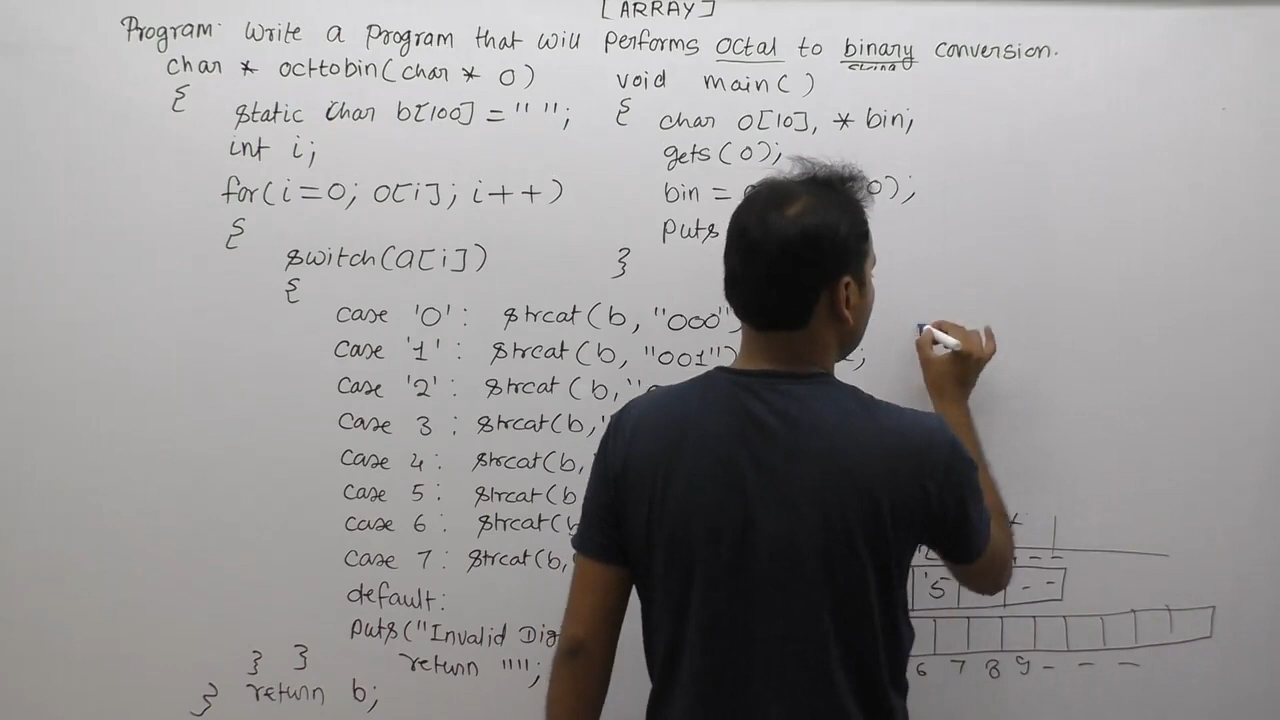 [ARRAY]
Program: Write a Program that will performs octal to binary conversion.
char * octtobin(char * O)
{
static char b[100] = " ";
int i;
for(i=0; O[i]; i++)
{
switch(a[i])
{
case '0': strcat(b, "000")
case '1': strcat(b, "001")
case '2': strcat(b,"
case 3 : strcat(b,"
case 4 : strcat(b,
case 5 : strcat(b
case 6 : strcat(b
case 7 : strcat(b,
default:
puts("Invalid Dig
} } return "";
} return b;
void main( )
{ char O[10], * bin;
gets(O);
bin = O);
puts
}
'5 - -
6 7 8 9 - - -